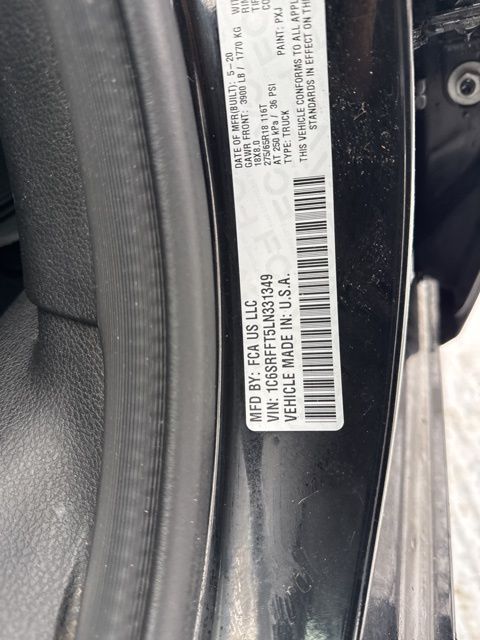 MFD BY: FCA US LLC
DATE OF MFR(BUILT): 5-20
GAWR FRONT: 3900 LB / 1770 KG
18X8.0
275/65R18 116T
AT 250 kPa / 36 PSI
TYPE: TRUCK
PAINT: PXJ
THIS VEHICLE CONFORMS TO ALL APPL
STANDARDS IN EFFECT ON THE
VIN: 1C6SRFFT5LN331349
VEHICLE MADE IN: U.S.A.